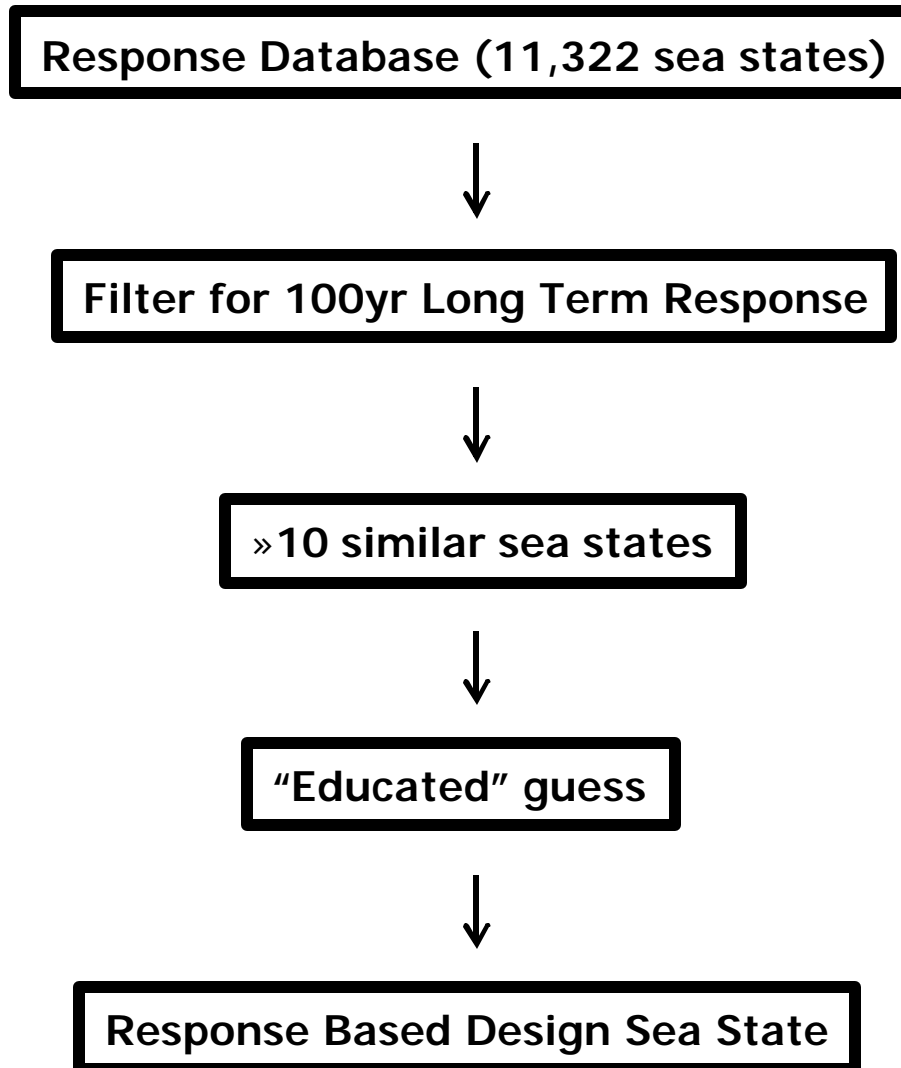 Response Database (11,322 sea states)
Filter for 100yr Long Term Response
»10 similar sea states
“Educated” guess
Response Based Design Sea State